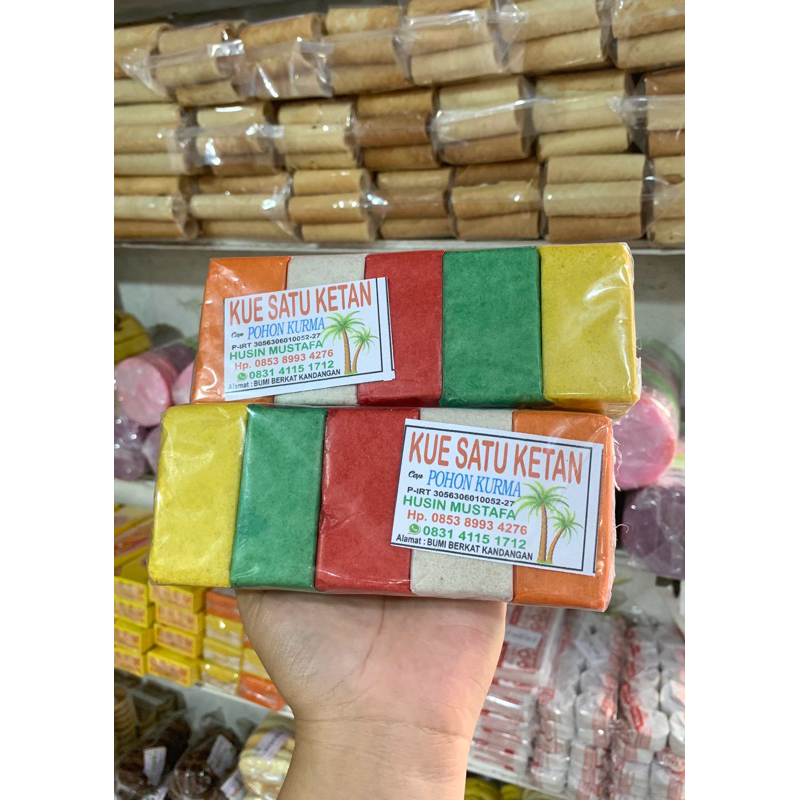 KUE SATU KETAN
Cap POHON KURMA
P-IRT 3056306010052-27
HUSIN MUSTAFA
Hp. 0853 8993 4276
0831 4115 1712
Alamat : BUMI BERKAT KANDANGAN
KUE SATU KETAN
Cap POHON KURMA
P-IRT 3056306010052-27
HUSIN MUSTAFA
Hp. 0853 8993 4276
0831 4115 1712
Alamat : BUMI BERKAT KANDANGAN